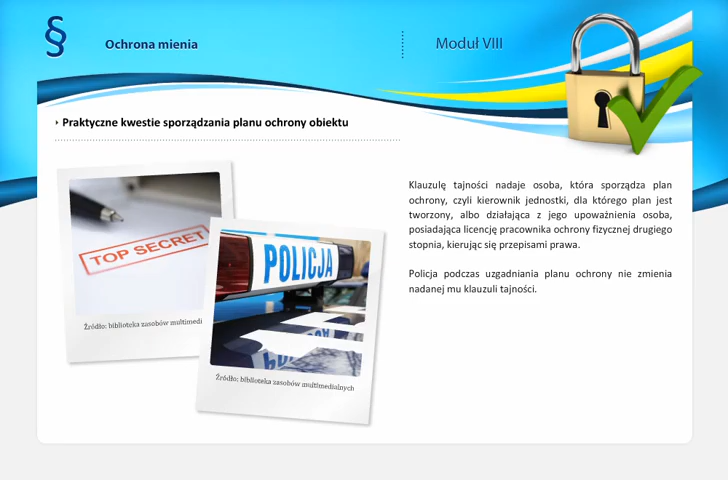 §
Ochrona mienia
Moduł VIII
Praktyczne kwestie sporządzania planu ochrony obiektu
TOP SECRET
Źródło: biblioteka zasobów multimedi
POLICJA
POLICJA
Źródło: biblioteka zasobów multimedialnych
Klauzulę tajności nadaje osoba, która sporządza plan
ochrony, czyli kierownik jednostki, dla którego plan jest
tworzony, albo działająca z jego upoważnienia osoba,
posiadająca licencję pracownika ochrony fizycznej drugiego
stopnia, kierując się przepisami prawa.
Policja podczas uzgadniania planu ochrony nie zmienia
nadanej mu klauzuli tajności.